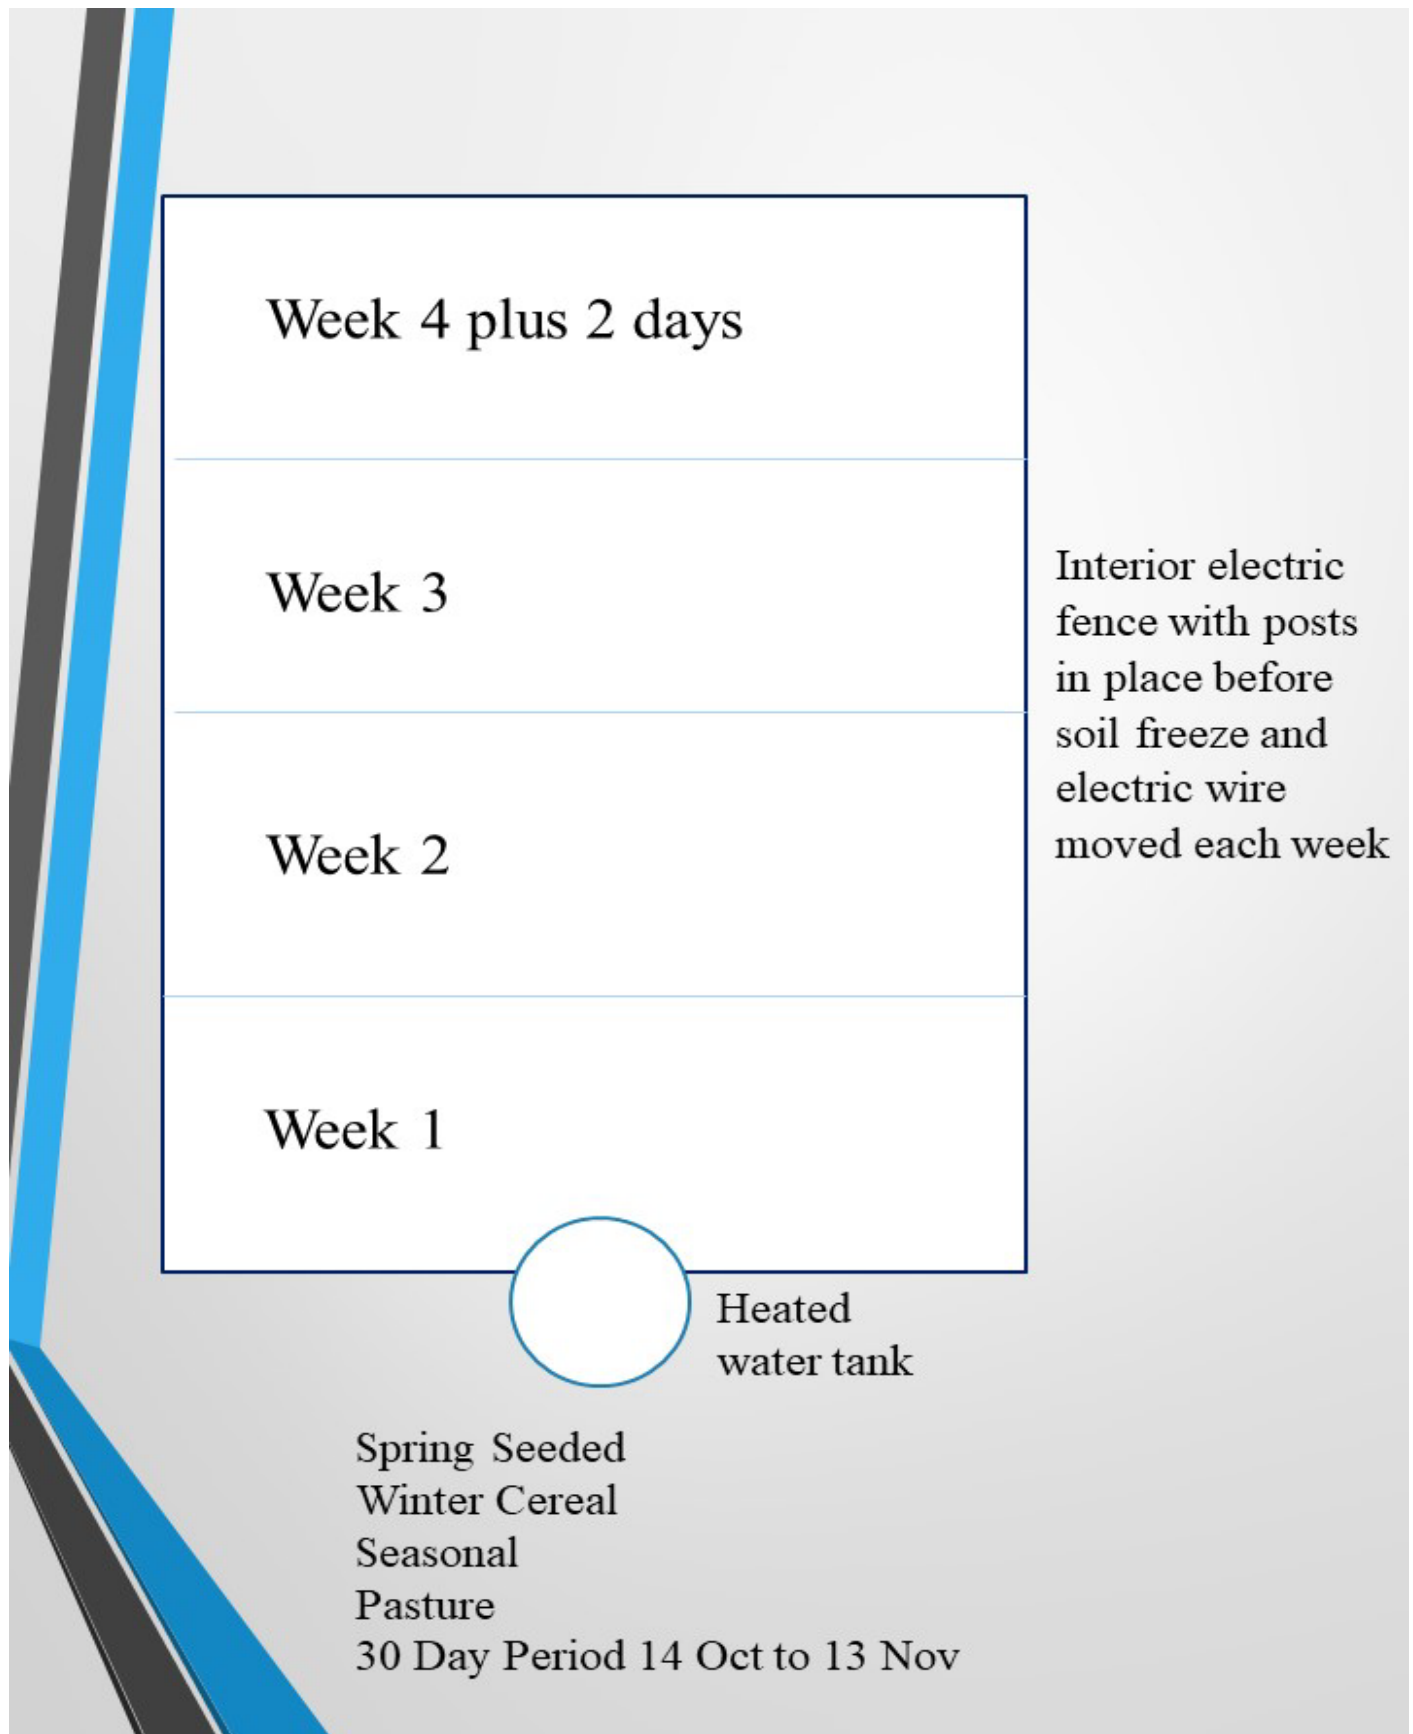 Week 4 plus 2 days
Week 3
Interior electric
fence with posts
in place before
soil freeze and
electric wire
moved each week
Week 2
Week 1
Heated
water tank
Spring Seeded
Winter Cereal
Seasonal
Pasture
30 Day Period 14 Oct to 13 Nov